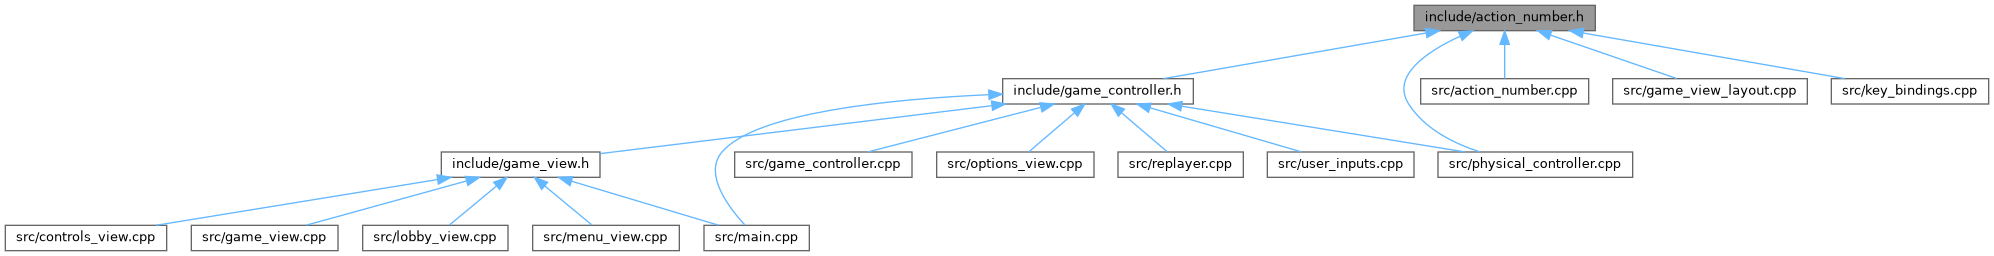 include/action_number.h
include/game_controller.h
src/action_number.cpp
src/game_view_layout.cpp
src/key_bindings.cpp
include/game_view.h
src/game_controller.cpp
src/options_view.cpp
src/replayer.cpp
src/user_inputs.cpp
src/physical_controller.cpp
src/controls_view.cpp
src/game_view.cpp
src/lobby_view.cpp
src/menu_view.cpp
src/main.cpp